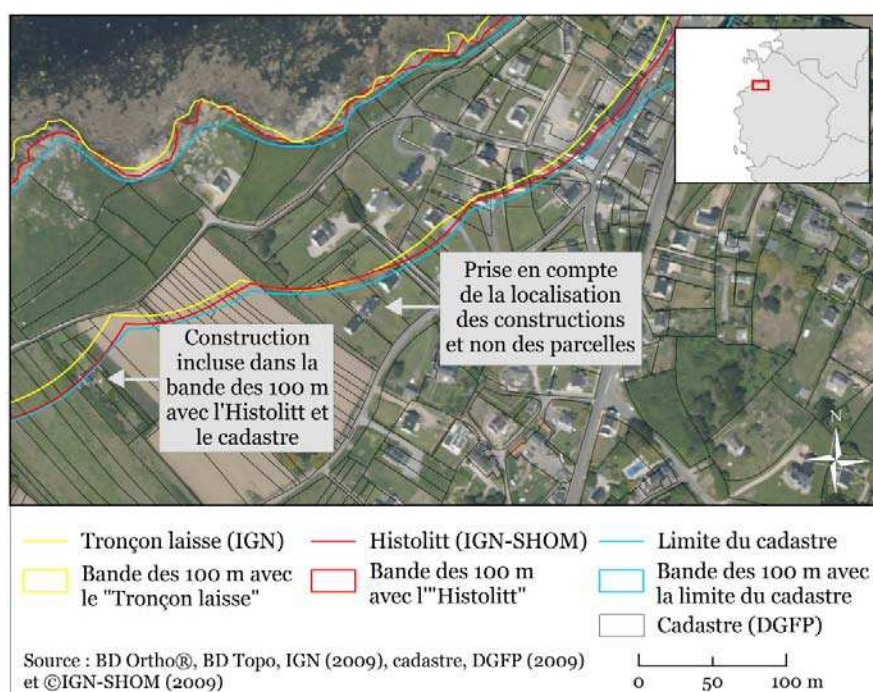 Prise en compte
de la localisation
des constructions
et non des parcelles
Construction
incluse dans la
bande des 100 m
avec l'Histolitt et
le cadastre
N
Tronçon laisse (IGN)
Histolitt (IGN-SHOM)
Limite du cadastre
Bande des 100 m avec
le "Tronçon laisse"
Bande des 100 m
avec l'"Histolitt"
Bande des 100 m avec
la limite du cadastre
Cadastre (DGFP)
Source : BD Ortho®, BD Topo, IGN (2009), cadastre, DGFP (2009)
et ©IGN-SHOM (2009)
0 50 100 m